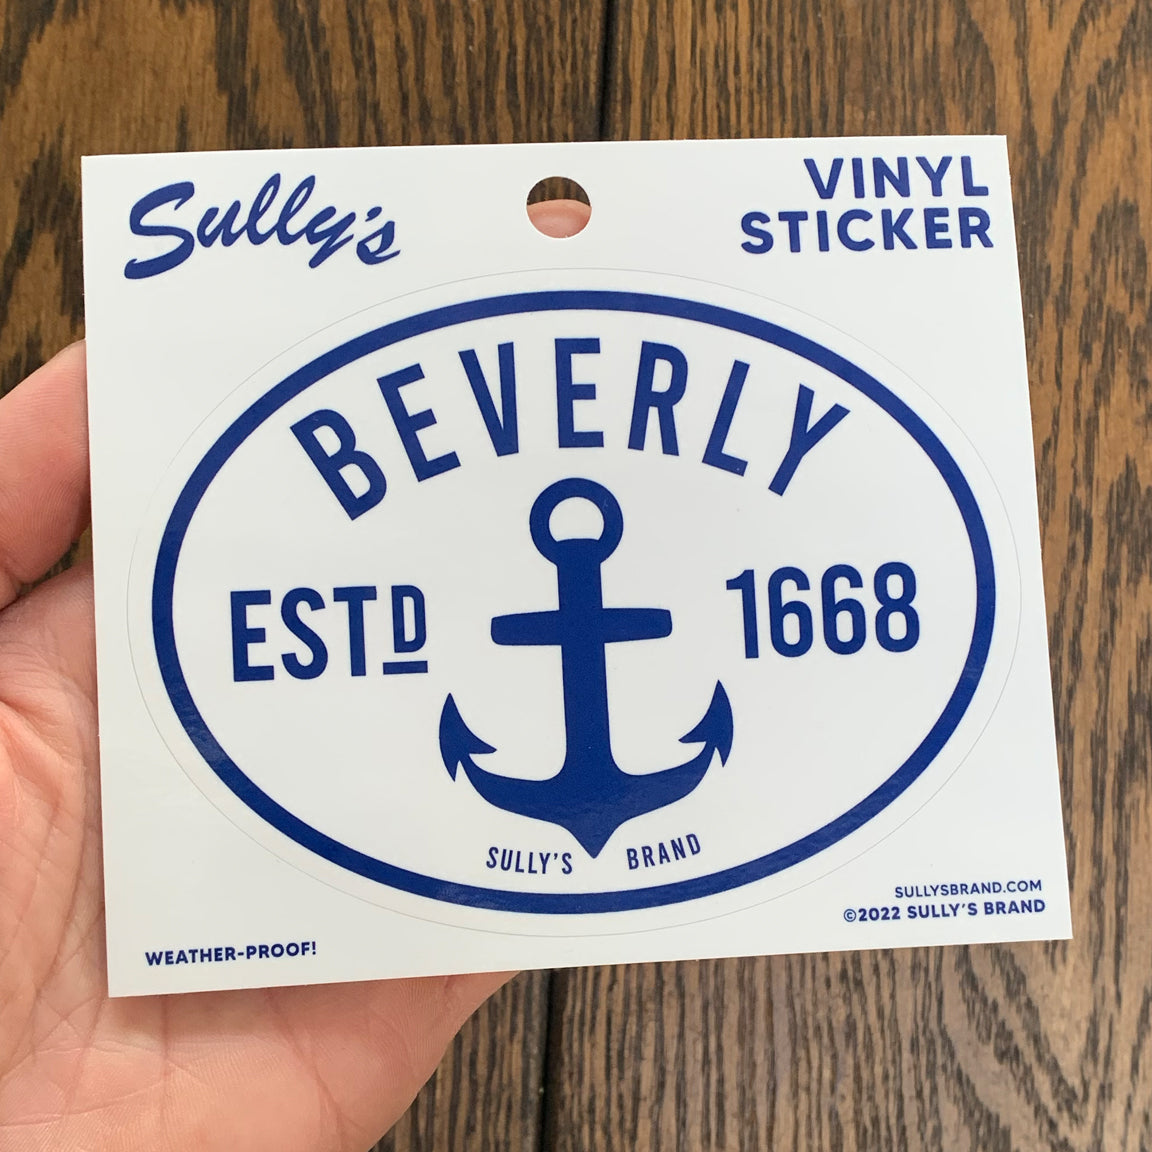 Sully's
VINYL
STICKER
BEVERLY
ESTD 1668
SULLY'S BRAND
SULLYSBRAND.COM
©2022 SULLY'S BRAND
WEATHER-PROOF!